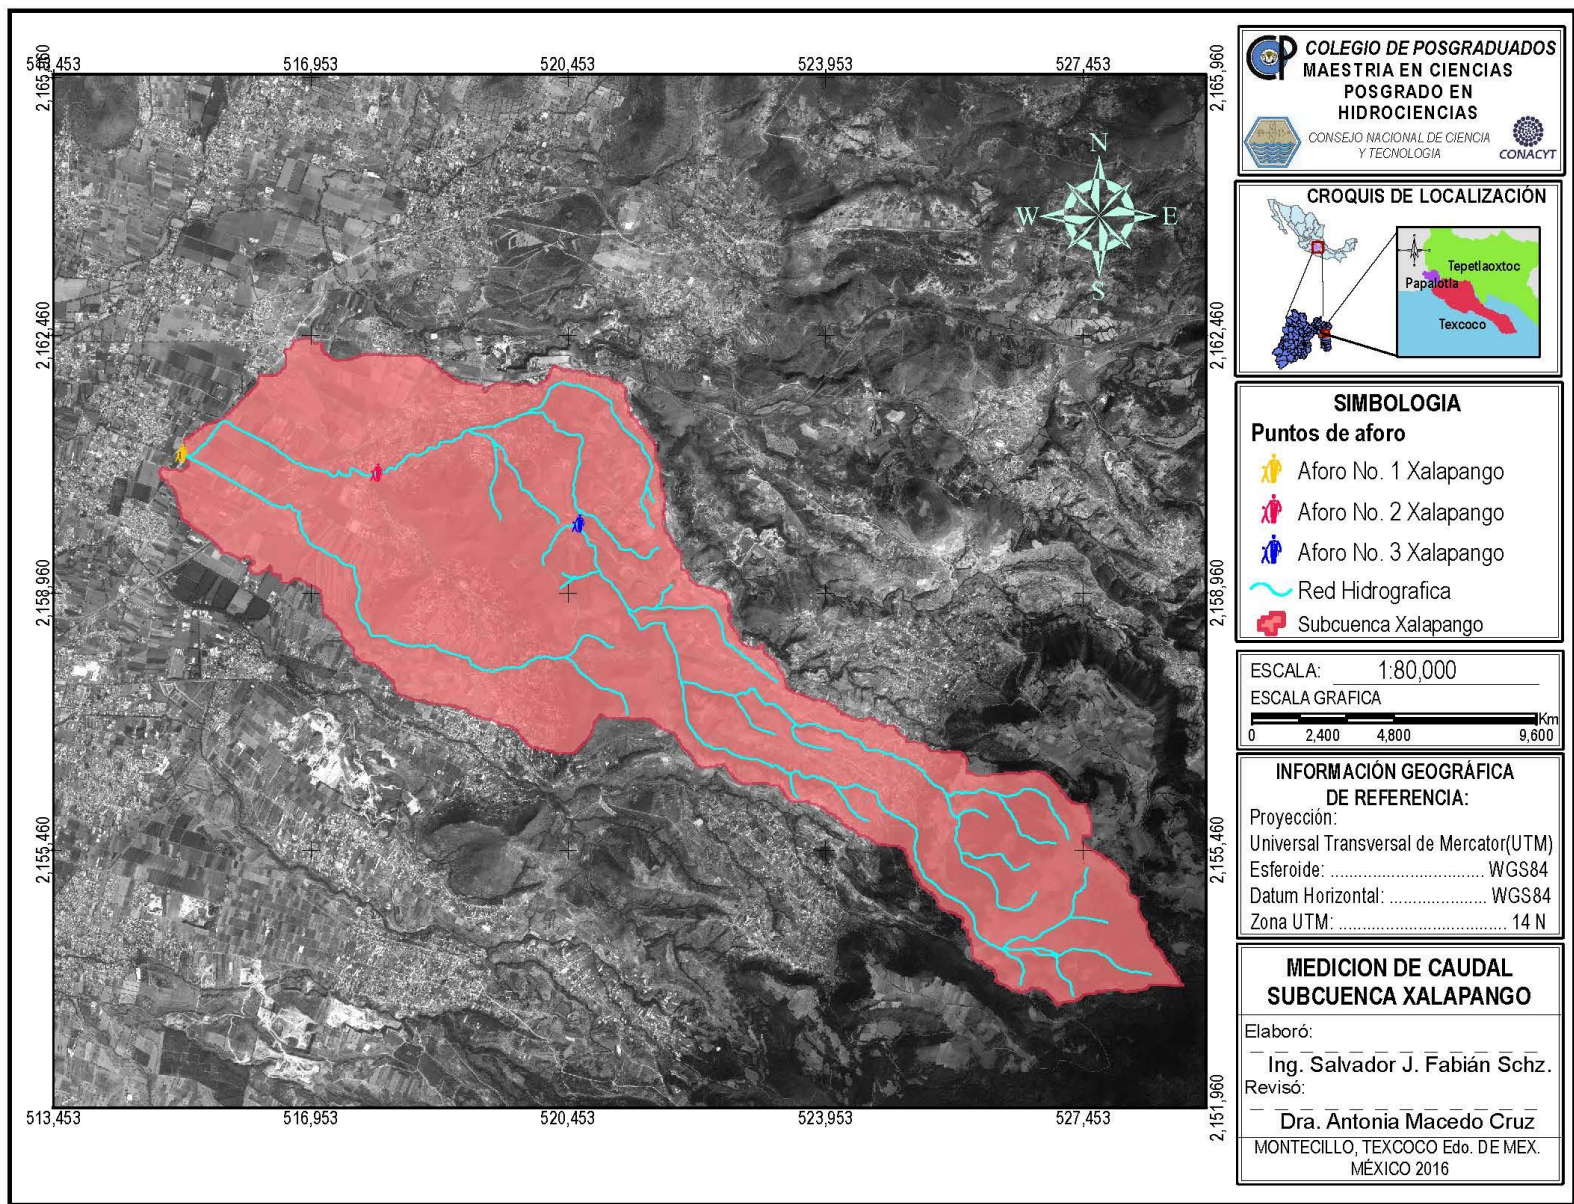 513,453
516,953
520,453
523,953
527,453
2,165,960
2,165,960
2,162,460
2,162,460
2,158,960
2,158,960
2,155,460
2,155,460
2,151,960
2,151,960
513,453
516,953
520,453
523,953
527,453
N
W
E
S
CP
COLEGIO DE POSGRADUADOS
MAESTRIA EN CIENCIAS
POSGRADO EN
HIDROCIENCIAS
CONSEJO NACIONAL DE CIENCIA
Y TECNOLOGIA
CONACYT
CROQUIS DE LOCALIZACIÓN
Tepetlaoxtoc
Papalotla
Texcoco
SIMBOLOGIA
Puntos de aforo
Aforo No. 1 Xalapango
Aforo No. 2 Xalapango
Aforo No. 3 Xalapango
Red Hidrografica
Subcuenca Xalapango
ESCALA: 1:80,000
ESCALA GRAFICA
Km
0 2,400 4,800 9,600
INFORMACIÓN GEOGRÁFICA
DE REFERENCIA:
Proyección:
Universal Transversal de Mercator(UTM)
Esferoide: ................................. WGS84
Datum Horizontal: ..................... WGS84
Zona UTM: .................................... 14 N
MEDICION DE CAUDAL
SUBCUENCA XALAPANGO
Elaboró:
Ing. Salvador J. Fabián Schz.
Revisó:
Dra. Antonia Macedo Cruz
MONTECILLO, TEXCOCO Edo. DE MEX.
MÉXICO 2016